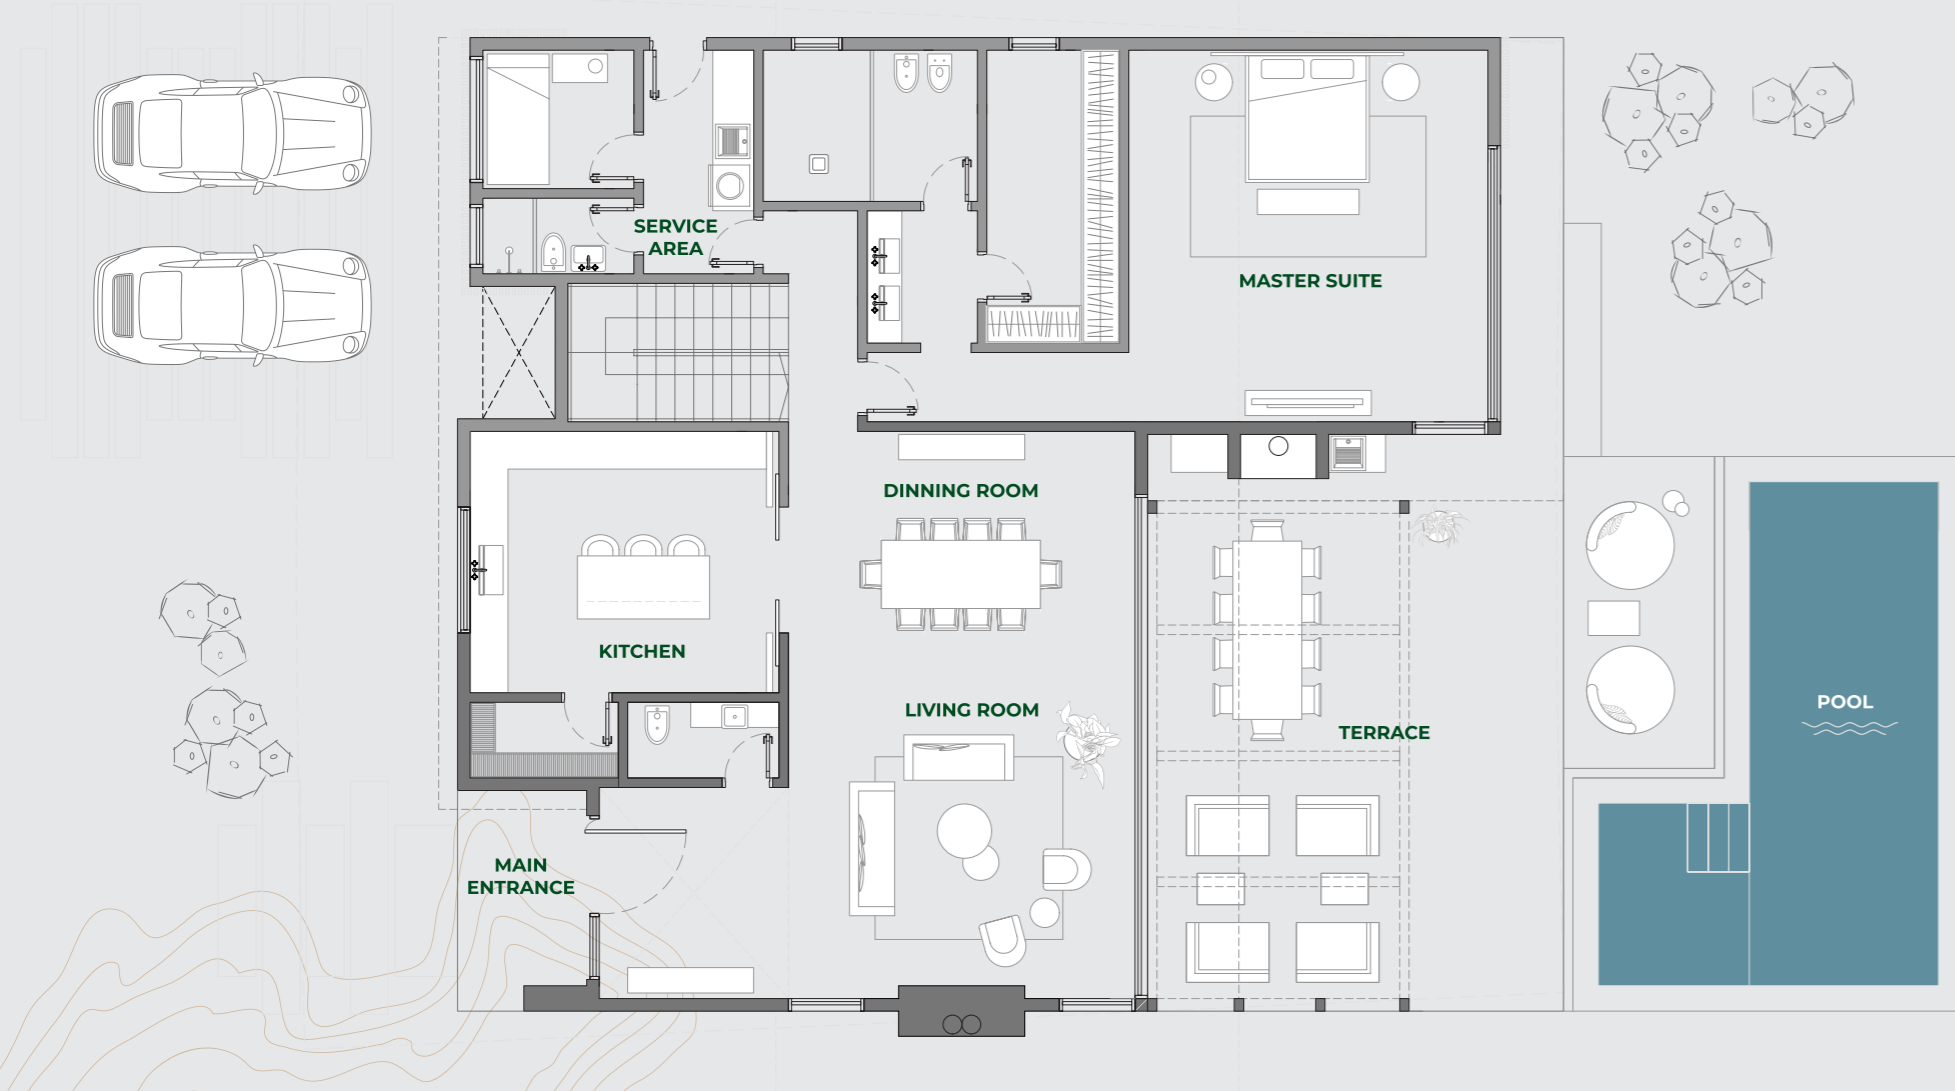 SERVICE
AREA
MASTER SUITE
DINNING ROOM
KITCHEN
LIVING ROOM
TERRACE
POOL
MAIN
ENTRANCE